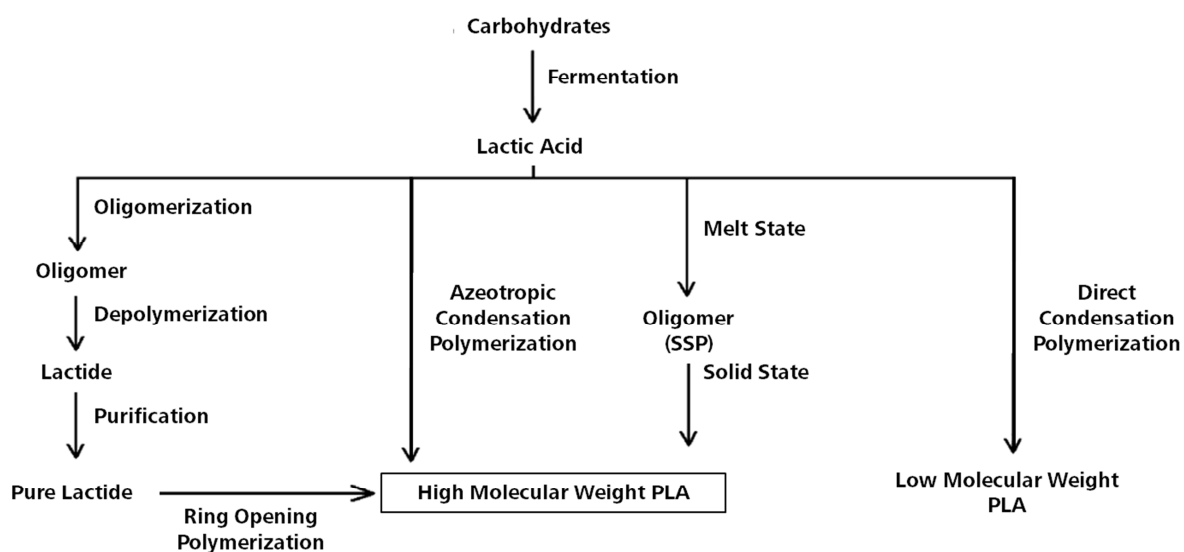 Carbohydrates
Fermentation
Lactic Acid
Oligomerization
Oligomer
Depolymerization
Lactide
Purification
Pure Lactide
Ring Opening
Polymerization
Azeotropic
Condensation
Polymerization
High Molecular Weight PLA
Melt State
Oligomer
(SSP)
Solid State
Direct
Condensation
Polymerization
Low Molecular Weight
PLA